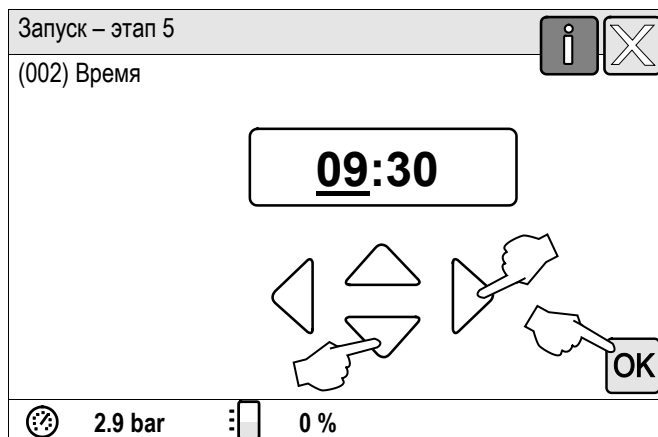 Запуск – этап 5
i
X
(002) Время
09:30
OK
2.9 bar 0 %